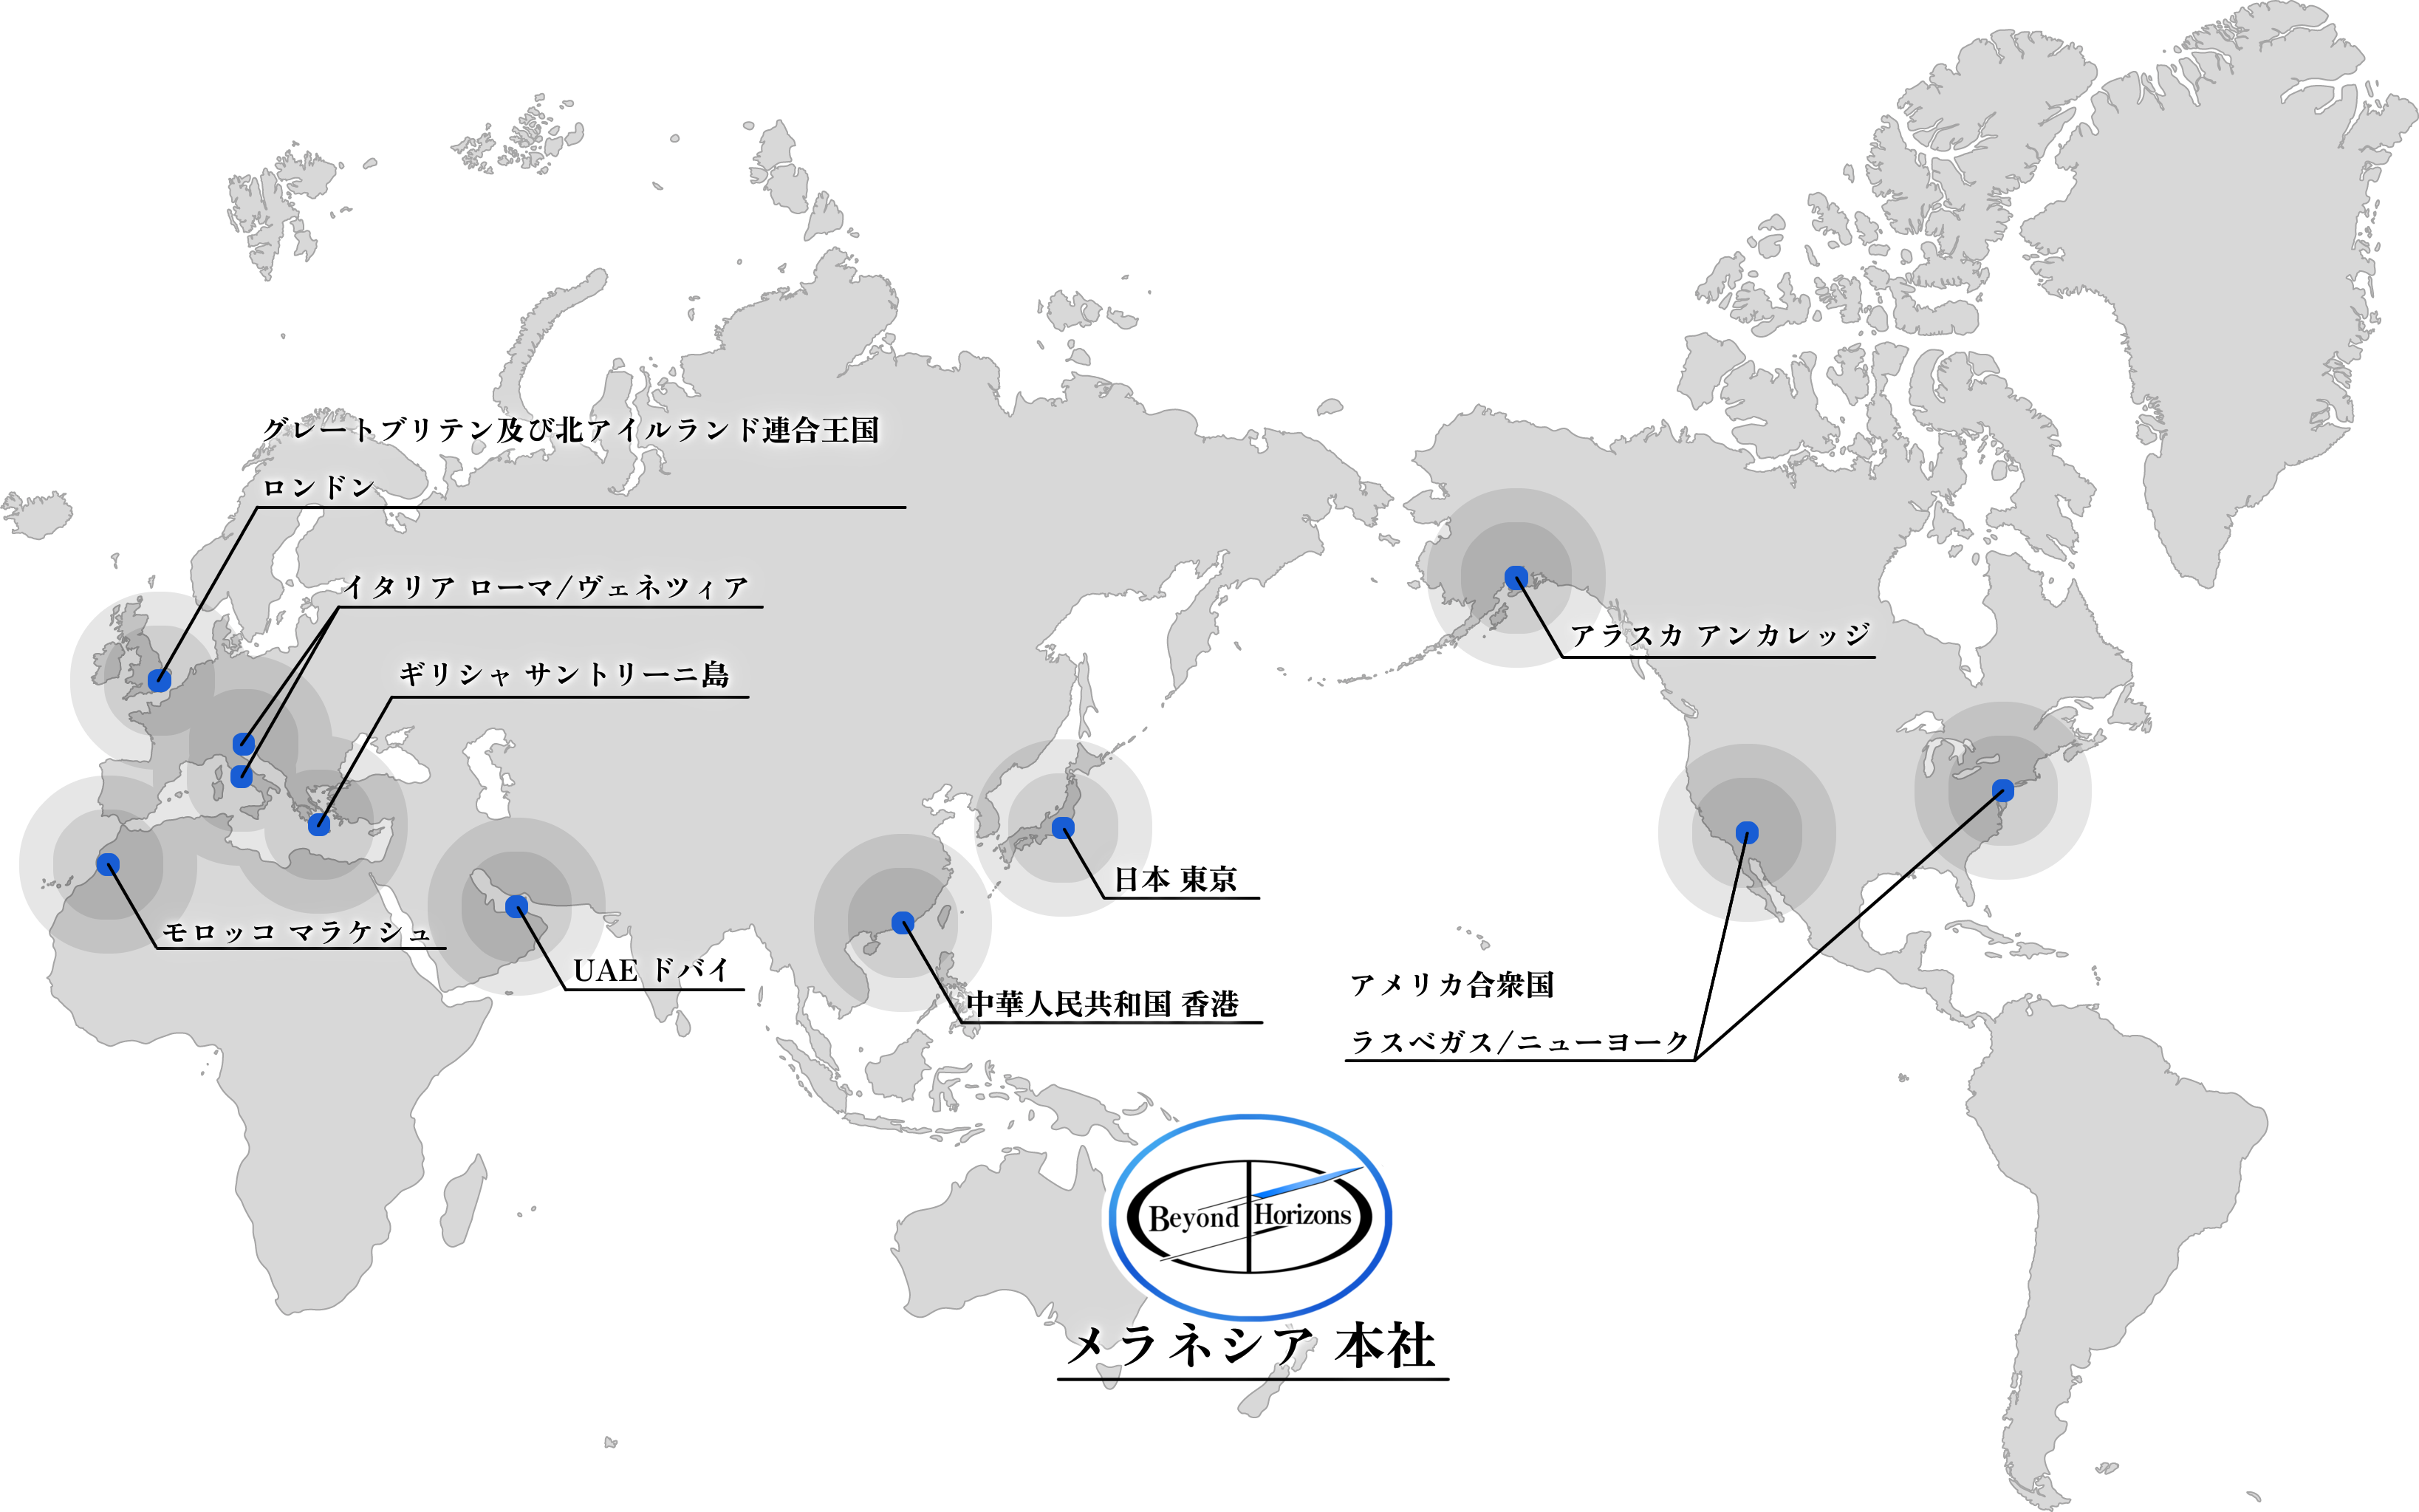 グレートブリテン及び北アイルランド連合王国
ロンドン
イタリア ローマ/ヴェネツィア
ギリシャ サントリーニ島
アラスカ アンカレッジ
日本 東京
モロッコ マラケシュ
UAE ドバイ
中華人民共和国 香港
アメリカ合衆国
ラスベガス/ニューヨーク
Beyond Horizons
メラネシア 本社